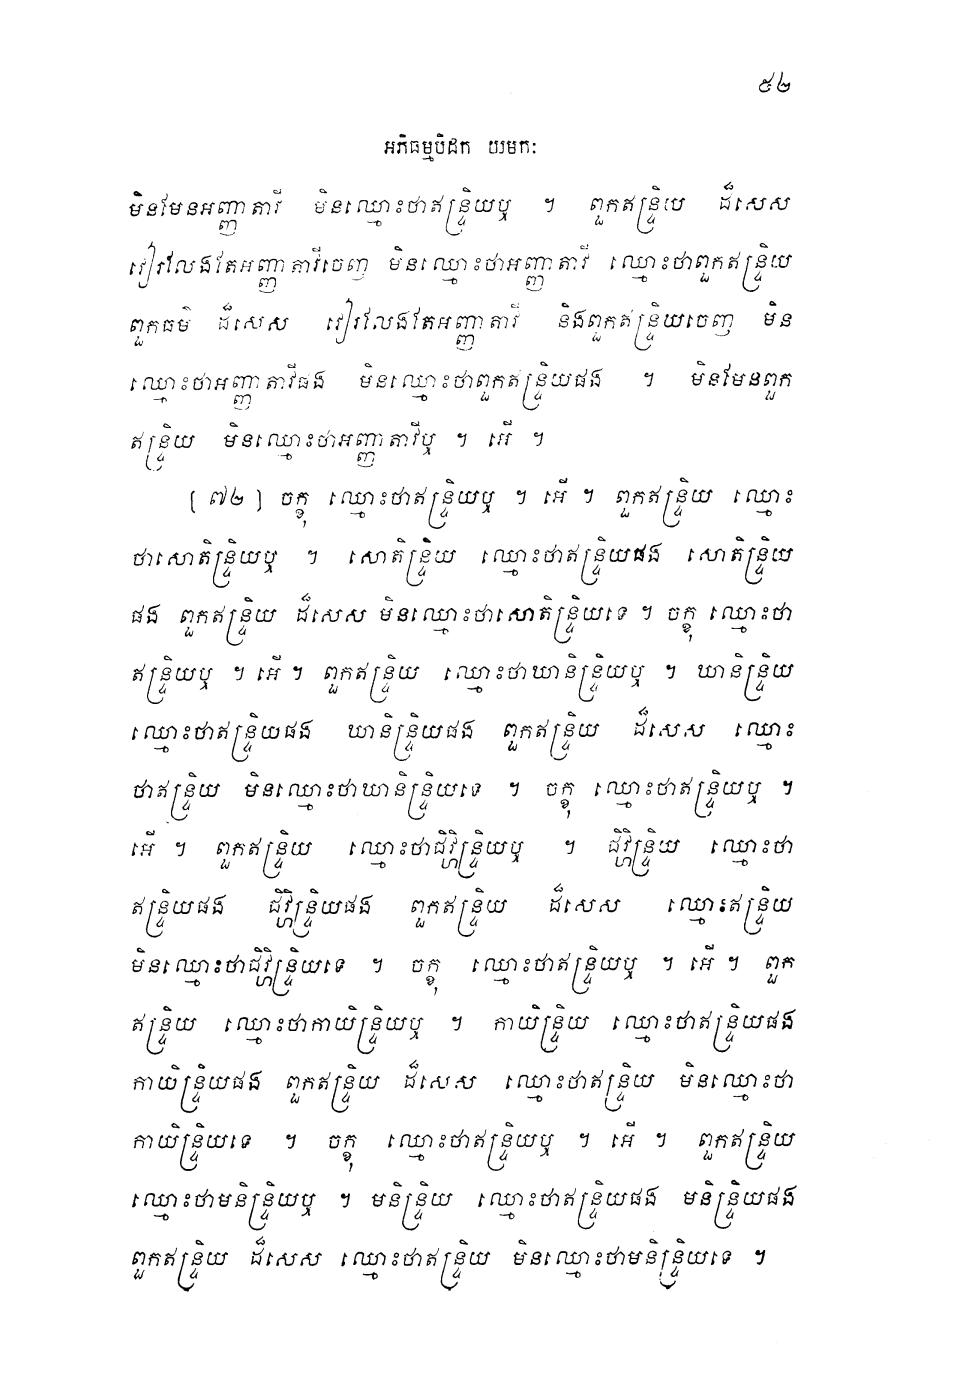 ៥២
អភិធម្មបិដក យមកៈ
មិនមែនអញ្ញាតាវី មិនឈ្មោះថាឥន្ទ្រិយឬ ។ ពួកឥន្ទ្រិយ ដ៏សេស
វៀរលែងតែអញ្ញាតាវីចេញ មិនឈ្មោះថាអញ្ញាតាវី ឈ្មោះថាពួកឥន្ទ្រិយ
ពួកធម៌ ដ៏សេស វៀរលែងតែអញ្ញាតាវី និងពួកឥន្ទ្រិយចេញ មិន
ឈ្មោះថាអញ្ញាតាវីផង មិនឈ្មោះថាពួកឥន្ទ្រិយផង ។ មិនមែនពួក
ឥន្ទ្រិយ មិនឈ្មោះថាអញ្ញាតាវីឬ ។ អើ ។
[ ៧២ ] ចក្ខុ ឈ្មោះថាឥន្ទ្រិយឬ ។ អើ ។ ពួកឥន្ទ្រិយ ឈ្មោះ
ថាសោតិន្ទ្រិយឬ ។ សោតិន្ទ្រិយ ឈ្មោះថាឥន្ទ្រិយផង សោតិន្ទ្រិយ
ផង ពួកឥន្ទ្រិយ ដ៏សេស មិនឈ្មោះថាសោតិន្ទ្រិយទេ ។ ចក្ខុ ឈ្មោះថា
ឥន្ទ្រិយឬ ។ អើ ។ ពួកឥន្ទ្រិយ ឈ្មោះថាឃានិន្ទ្រិយឬ ។ ឃានិន្ទ្រិយ
ឈ្មោះថាឥន្ទ្រិយផង ឃានិន្ទ្រិយផង ពួកឥន្ទ្រិយ ដ៏សេស ឈ្មោះ
ថាឥន្ទ្រិយ មិនឈ្មោះថាឃានិន្ទ្រិយទេ ។ ចក្ខុ ឈ្មោះថាឥន្ទ្រិយឬ ។
អើ ។ ពួកឥន្ទ្រិយ ឈ្មោះថាជិវ្ហិន្ទ្រិយឬ ។ ជិវ្ហិន្ទ្រិយ ឈ្មោះថា
ឥន្ទ្រិយផង ជិវ្ហិន្ទ្រិយផង ពួកឥន្ទ្រិយ ដ៏សេស ឈ្មោះឥន្ទ្រិយ
មិនឈ្មោះថាជិវ្ហិន្ទ្រិយទេ ។ ចក្ខុ ឈ្មោះថាឥន្ទ្រិយឬ ។ អើ ។ ពួក
ឥន្ទ្រិយ ឈ្មោះថាកាយិន្ទ្រិយឬ ។ កាយិន្ទ្រិយ ឈ្មោះថាឥន្ទ្រិយផង
កាយិន្ទ្រិយផង ពួកឥន្ទ្រិយ ដ៏សេស ឈ្មោះថាឥន្ទ្រិយ មិនឈ្មោះថា
កាយិន្ទ្រិយទេ ។ ចក្ខុ ឈ្មោះថាឥន្ទ្រិយឬ ។ អើ ។ ពួកឥន្ទ្រិយ
ឈ្មោះថាមនិន្ទ្រិយឬ ។ មនិន្ទ្រិយ ឈ្មោះថាឥន្ទ្រិយផង មនិន្ទ្រិយផង
ពួកឥន្ទ្រិយ ដ៏សេស ឈ្មោះថាឥន្ទ្រិយ មិនឈ្មោះថាមនិន្ទ្រិយទេ ។